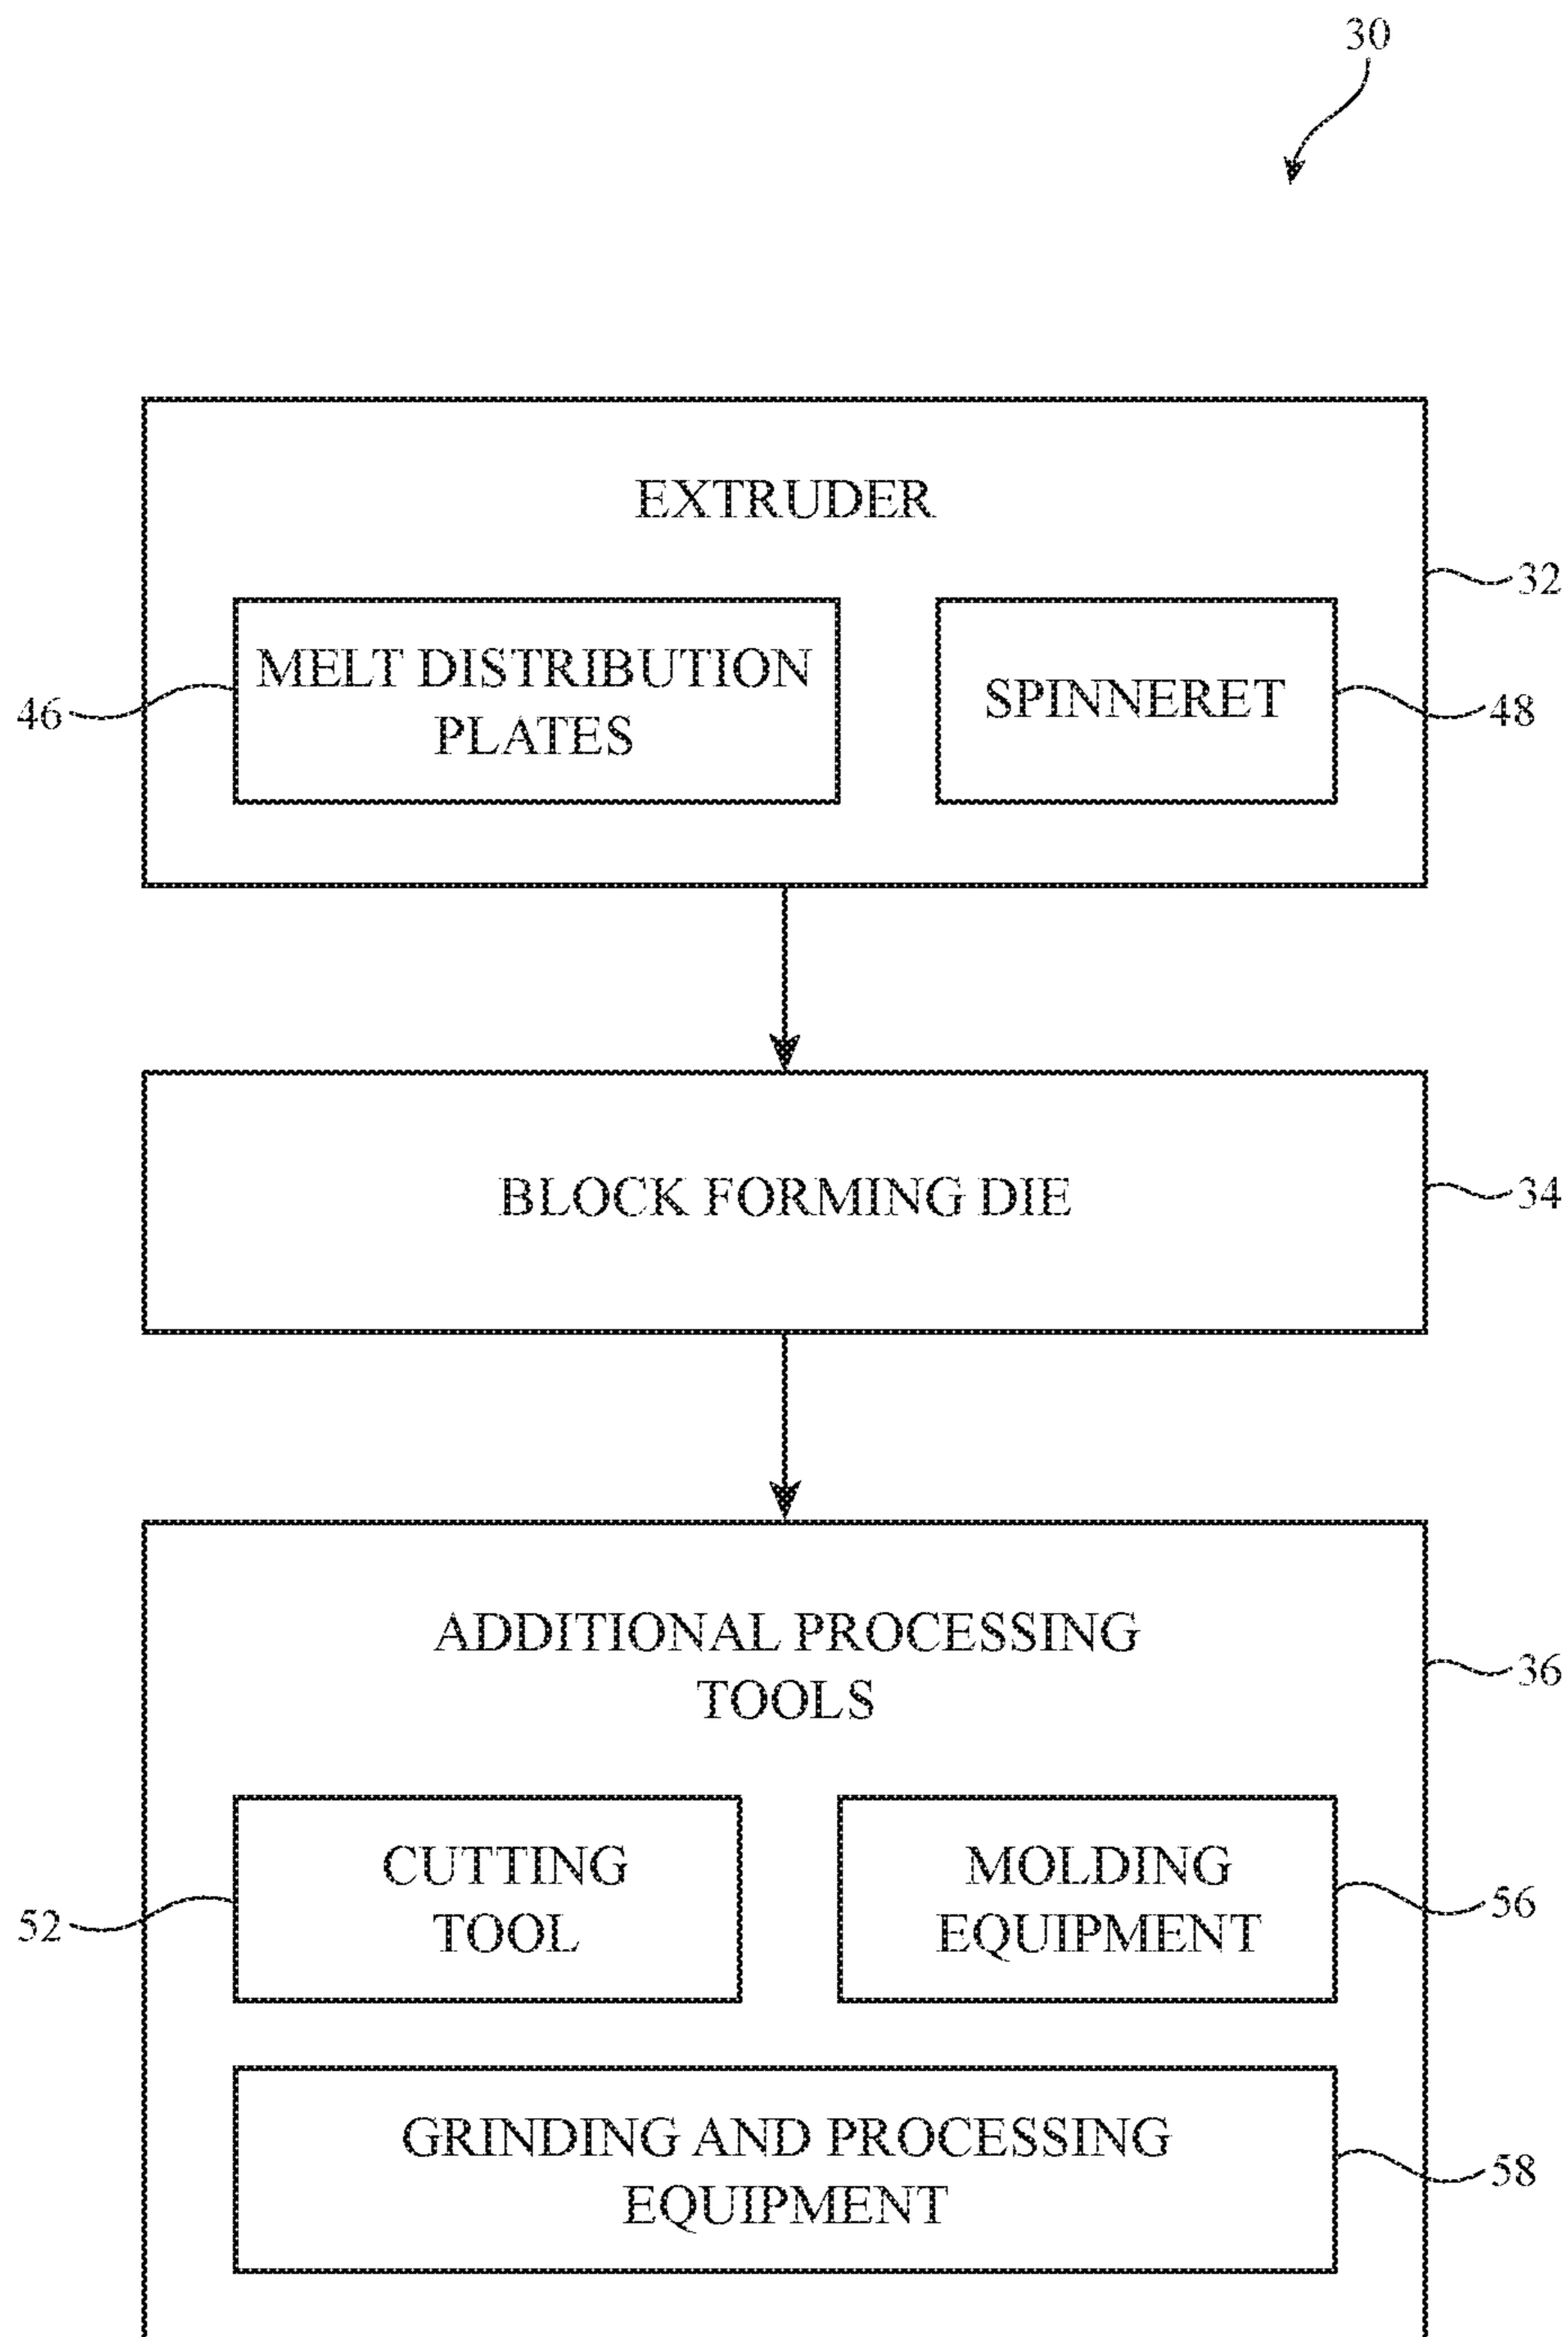 30
EXTRUDER
32
MELT DISTRIBUTION
PLATES
46
SPINNERET
48
BLOCK FORMING DIE
34
ADDITIONAL PROCESSING
TOOLS
36
CUTTING
TOOL
52
MOLDING
EQUIPMENT
56
GRINDING AND PROCESSING
EQUIPMENT
58